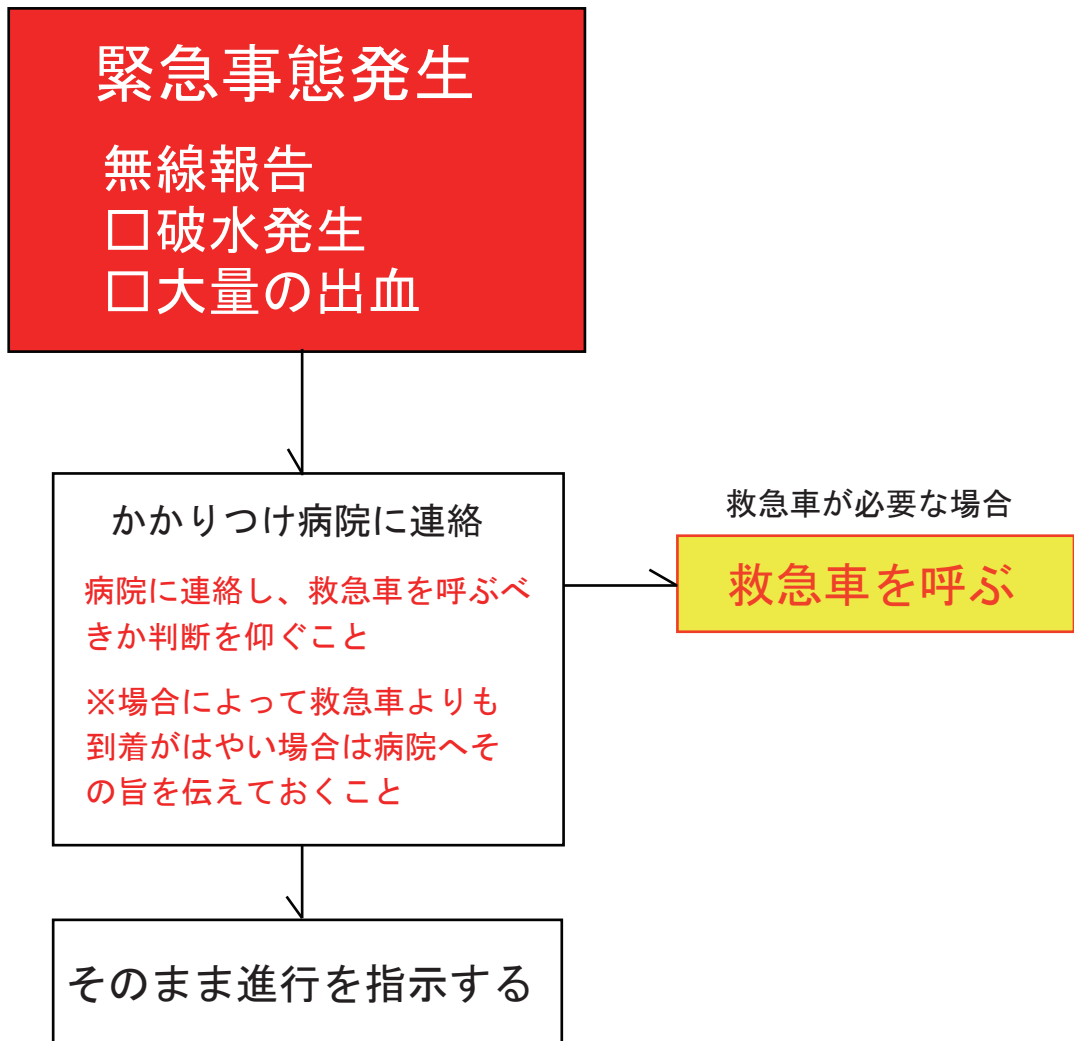 緊急事態発生
無線報告
□破水発生
□大量の出血
かかりつけ病院に連絡
病院に連絡し、救急車を呼ぶべ
きか判断を仰ぐこと
※場合によって救急車よりも
到着がはやい場合は病院へそ
の旨を伝えておくこと
救急車が必要な場合
救急車を呼ぶ
そのまま進行を指示する